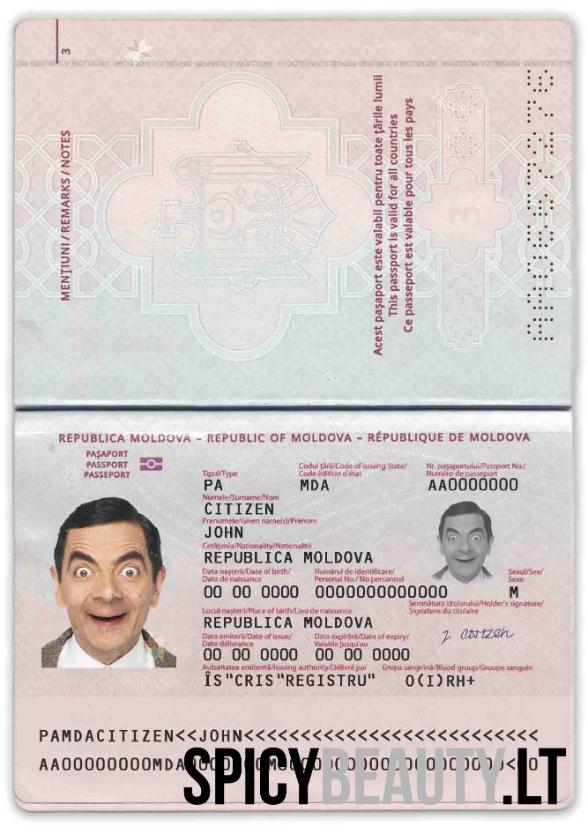 3
MENȚIUNI / REMARKS / NOTES
Acest pașaport este valabil pentru toate țările lumii
This passport is valid for all countries
Ce passeport est valable pour tous les pays
REPUBLICA MOLDOVA – REPUBLIC OF MOLDOVA – RÉPUBLIQUE DE MOLDOVA
PAȘAPORT
PASSPORT
PASSEPORT
Tipul/Type
PA
Codul țării/Code of issuing State/
Code édition d'état
MDA
Nr. pașaportului/Passport No./
Numéro de passeport
AA0000000
Numele/Surname/Nom
CITIZEN
Prenumele/Given name(s)/Prénom
JOHN
Cetățenia/Nationality/Nationalité
REPUBLICA MOLDOVA
Data nașterii/Date of birth/
Date de naissance
00 00 0000
Numărul de identificare/
Personal No./No personnel
0000000000000
Sexul/Sex/
Sexe
M
Locul nașterii/Place of birth/Lieu de naissance
REPUBLICA MOLDOVA
Semnătura titularului/Holder's signature/
Signature du titulaire
J Citizen
Data emiterii/Date of issue/
Date délivrance
00 00 0000
Data expirării/Date of expiry/
Valable jusqu'au
00 00 0000
Autoritatea emitentă/Issuing authority/Délivré par
ÎS "CRIS "REGISTRU"
Grupa sangvină/Blood group/Groupe sanguin
O(I)RH+
PAMDACITIZEN<<JOHN<<<<<<<<<<<<<<<<<<<<<<<<<<
AA00000000MDA
SPICYBEAUTY.LT